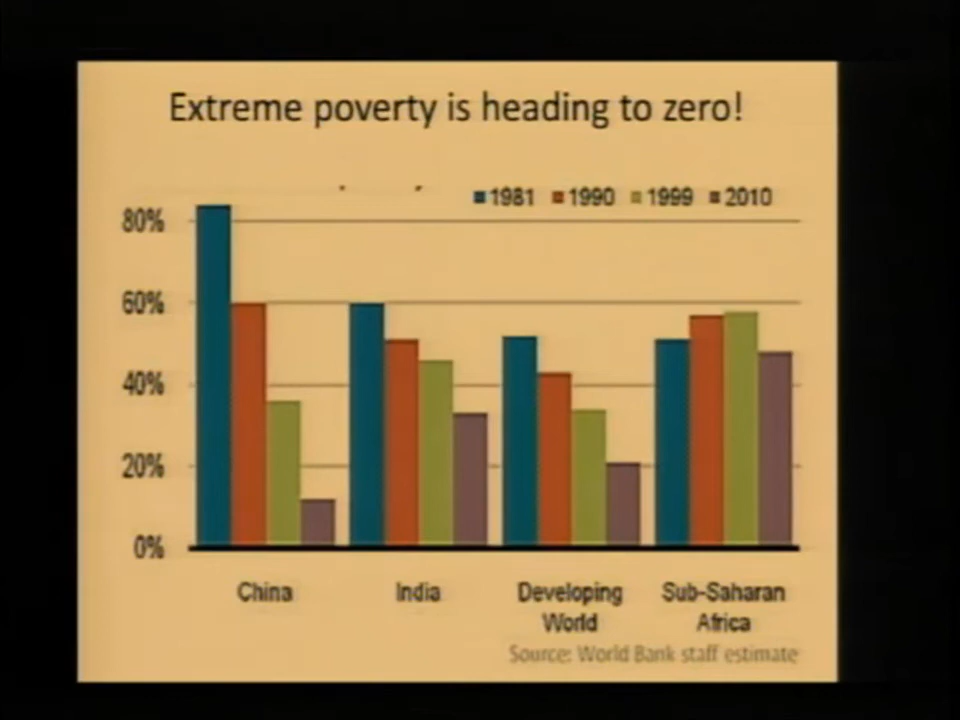 Extreme poverty is heading to zero!
1981 1990 1999 2010
80%
60%
40%
20%
0%
China India Developing World Sub-Saharan Africa
Source: World Bank staff estimate